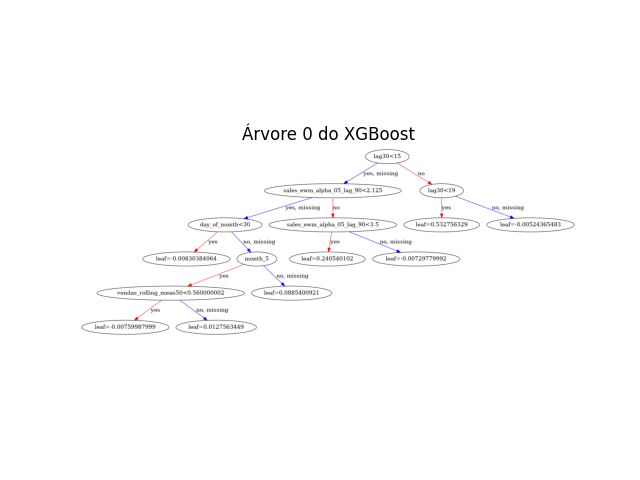 Árvore 0 do XGBoost
lag30<15
yes, missing
no
sales_ewm_alpha_05_lag_90<2.125
lag30<19
yes, missing
no
yes
no, missing
day_of_month<30
sales_ewm_alpha_05_lag_90<3.5
leaf=0.532756329
leaf=-0.00524365483
yes
no, missing
yes
no, missing
leaf=-0.00830384064
month_5
leaf=0.240540102
leaf=-0.00729779992
yes
no, missing
vendas_rolling_mean50<0.560000002
leaf=0.0885400921
yes
no, missing
leaf=-0.00759987999
leaf=0.0127563449